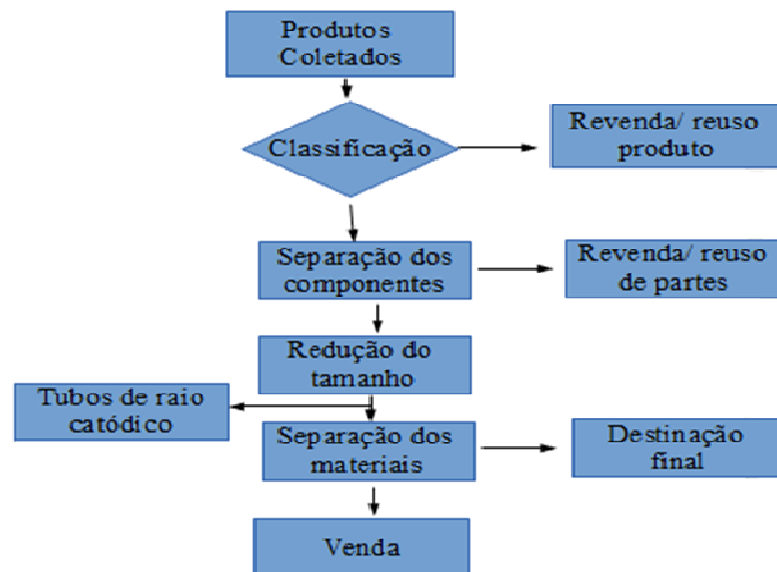 Produtos
Coletados
Classificação
Revenda/ reuso
produto
Separação dos
componentes
Revenda/ reuso
de partes
Redução do
tamanho
Tubos de raio
catódico
Separação dos
materiais
Destinação
final
Venda